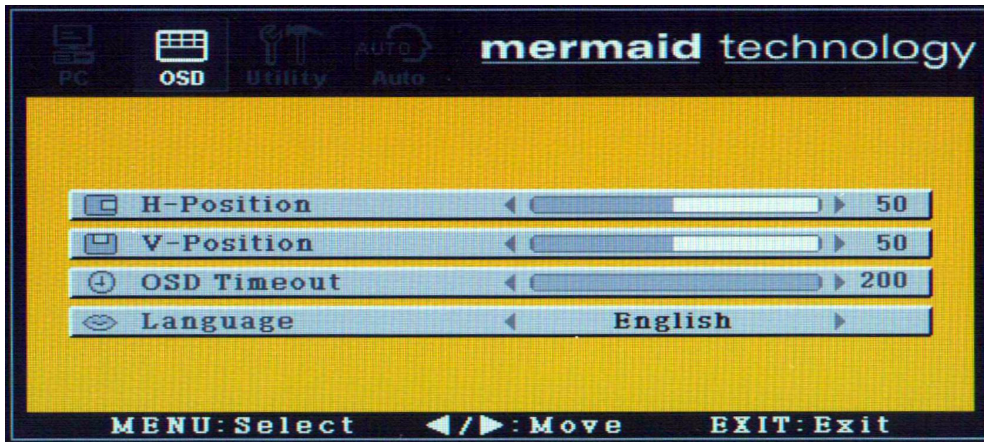 mermaid technology
AUTO
PC OSD Utility Auto
H-Position 50
V-Position 50
OSD Timeout 200
Language English
MENU:Select ◀/▶:Move EXIT:Exit